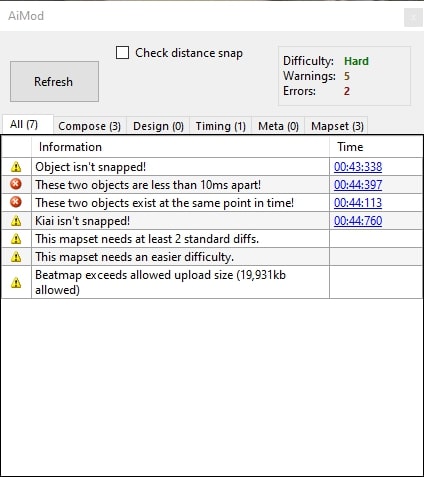 AiMod
x
Check distance snap
Refresh
Difficulty: Hard
Warnings: 5
Errors: 2
All (7) Compose (3) Design (0) Timing (1) Meta (0) Mapset (3)
Information Time
Object isn't snapped! 00:43:338
These two objects are less than 10ms apart! 00:44:397
These two objects exist at the same point in time! 00:44:113
Kiai isn't snapped! 00:44:760
This mapset needs at least 2 standard diffs.
This mapset needs an easier difficulty.
Beatmap exceeds allowed upload size (19,931kb
allowed)